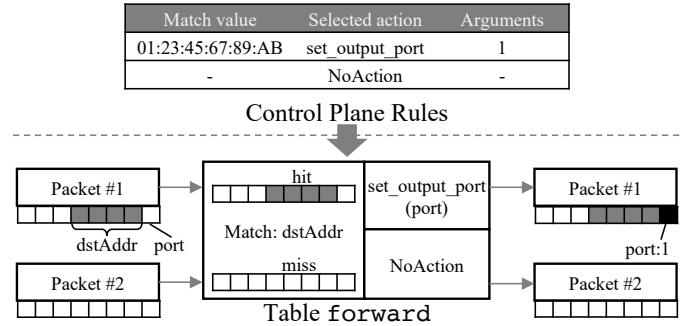 Match value Selected action Arguments
01:23:45:67:89:AB set_output_port 1
- NoAction -
Control Plane Rules
Packet #1 hit set_output_port Packet #1
(port)
dstAddr port Match: dstAddr port:1
Packet #2 miss NoAction Packet #2
Table forward